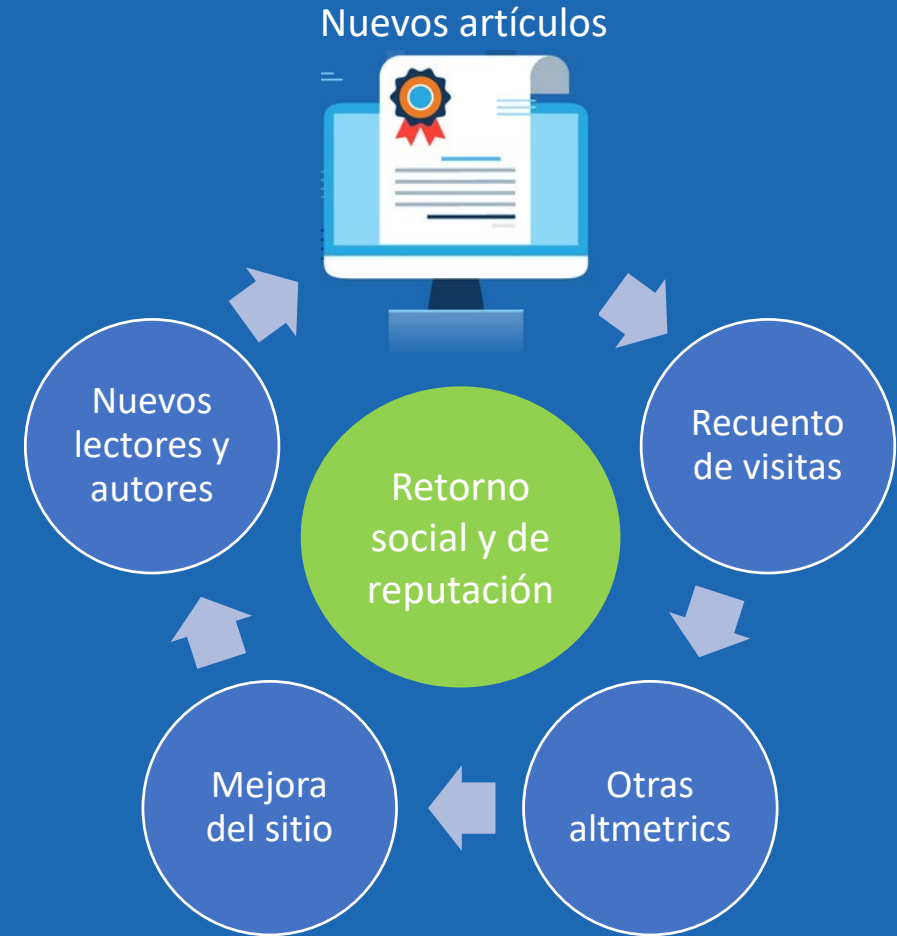 Nuevos artículos
Recuento
de visitas
Otras
altmetrics
Mejora
del sitio
Nuevos
lectores y
autores
Retorno
social y de
reputación